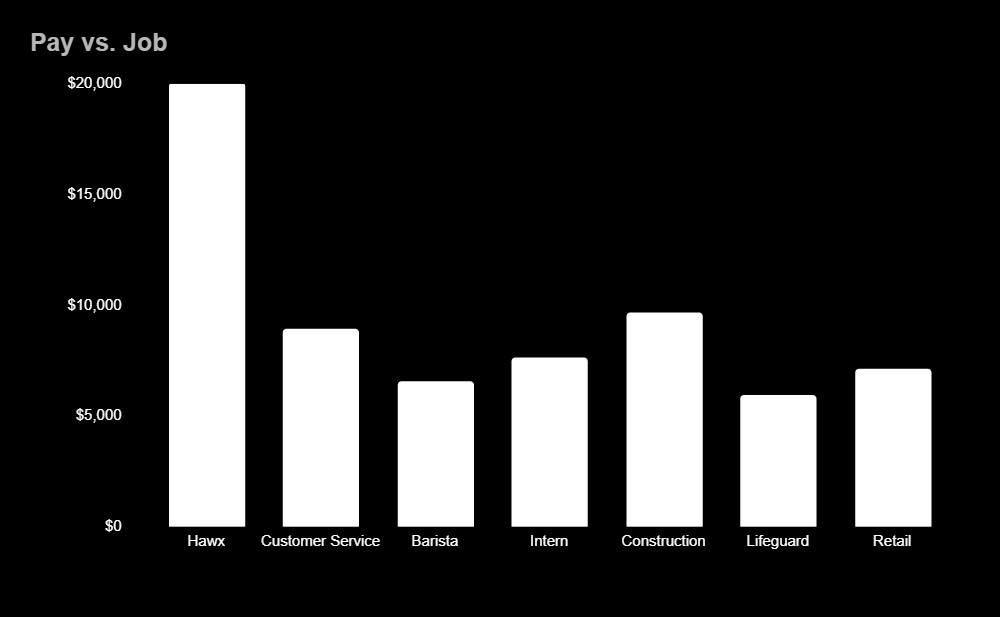 Pay vs. Job
$20,000
$15,000
$10,000
$5,000
$0
Hawx Customer Service Barista Intern Construction Lifeguard Retail